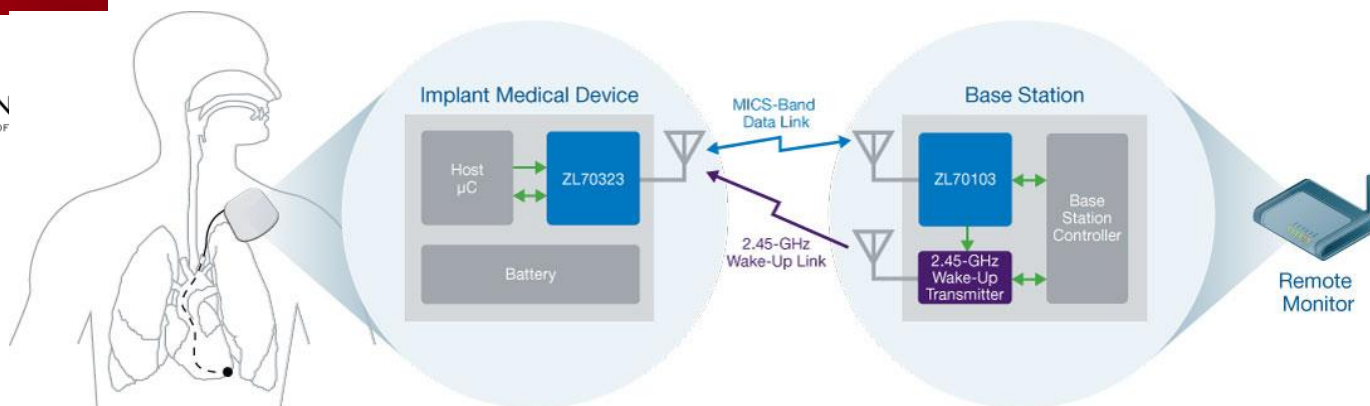 N
OF
Implant Medical Device
Host
µC
ZL70323
Battery
MICS-Band
Data Link
2.45-GHz
Wake-Up Link
Base Station
ZL70103
2.45-GHz
Wake-Up
Transmitter
Base
Station
Controller
Remote
Monitor